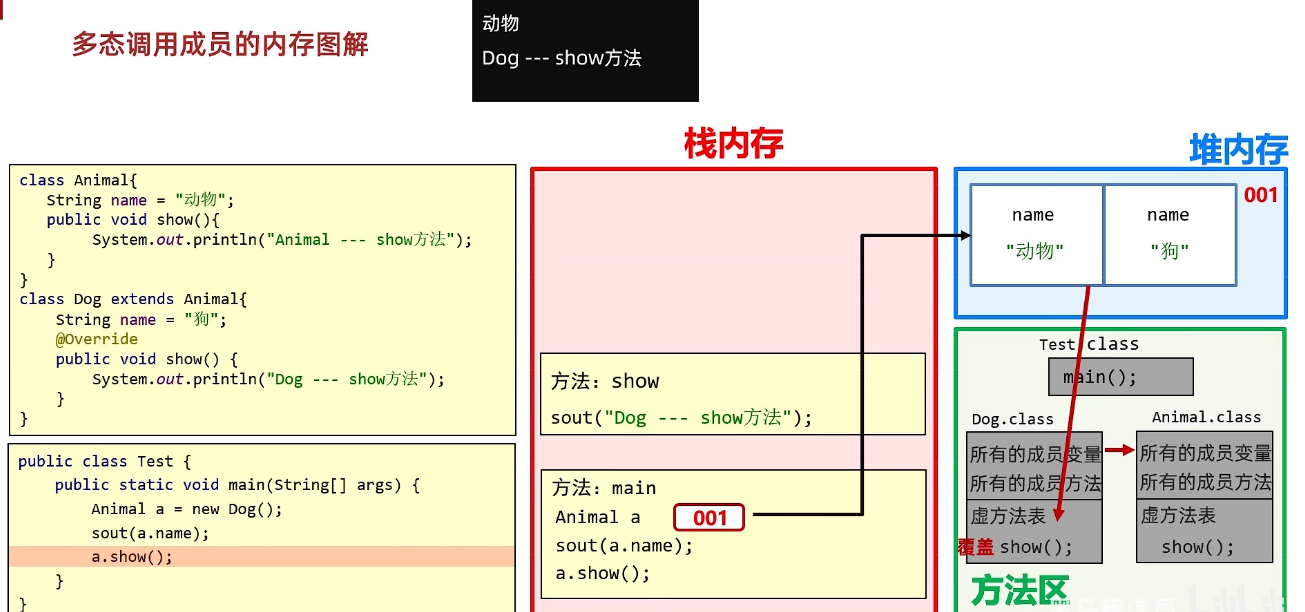 多态调用成员的内存图解
动物
Dog --- show方法
class Animal{
String name = "动物";
public void show(){
System.out.println("Animal --- show方法");
}
}
class Dog extends Animal{
String name = "狗";
@Override
public void show() {
System.out.println("Dog --- show方法");
}
}
public class Test {
public static void main(String[] args) {
Animal a = new Dog();
sout(a.name);
a.show();
}
}
栈内存
方法: show
sout("Dog --- show方法");
方法: main
Animal a 001
sout(a.name);
a.show();
堆内存
001
name
"动物"
name
"狗"
Test.class
main();
Dog.class
所有的成员变量
所有的成员方法
虚方法表
覆盖 show();
Animal.class
所有的成员变量
所有的成员方法
虚方法表
show();
方法区